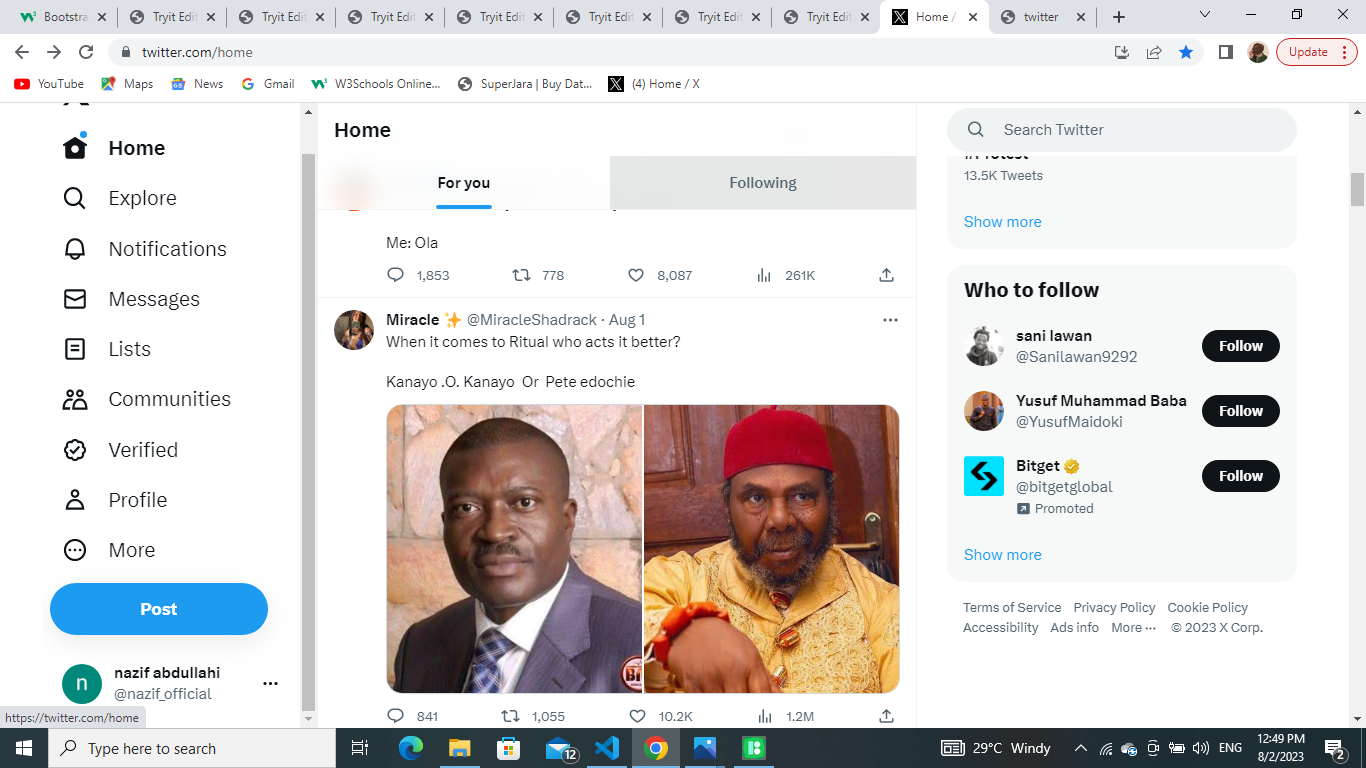 Bootstra
Tryit Edit
Tryit Edit
Tryit Edit
Tryit Edit
Tryit Edit
Tryit Edit
Tryit Edit
Home /
twitter
twitter.com/home
Update
YouTube
Maps
News
Gmail
W3Schools Online...
SuperJara | Buy Dat...
(4) Home / X
Home
Explore
Notifications
Messages
Lists
Communities
Verified
Profile
More
Post
n
nazif abdullahi
@nazif_official
https://twitter.com/home
Home
For you
Following
Me: Ola
1,853
778
8,087
261K
Miracle ✨ @MiracleShadrack · Aug 1
When it comes to Ritual who acts it better?
Kanayo .O. Kanayo Or Pete edochie
841
1,055
10.2K
1.2M
Search Twitter
#Protest
13.5K Tweets
Show more
Who to follow
sani lawan
@Sanilawan9292
Follow
Yusuf Muhammad Baba
@YusufMaidoki
Follow
Bitget
@bitgetglobal
Promoted
Follow
Show more
Terms of Service Privacy Policy Cookie Policy
Accessibility Ads info More ··· © 2023 X Corp.
Type here to search
12
29°C Windy
ENG
12:49 PM
8/2/2023
2